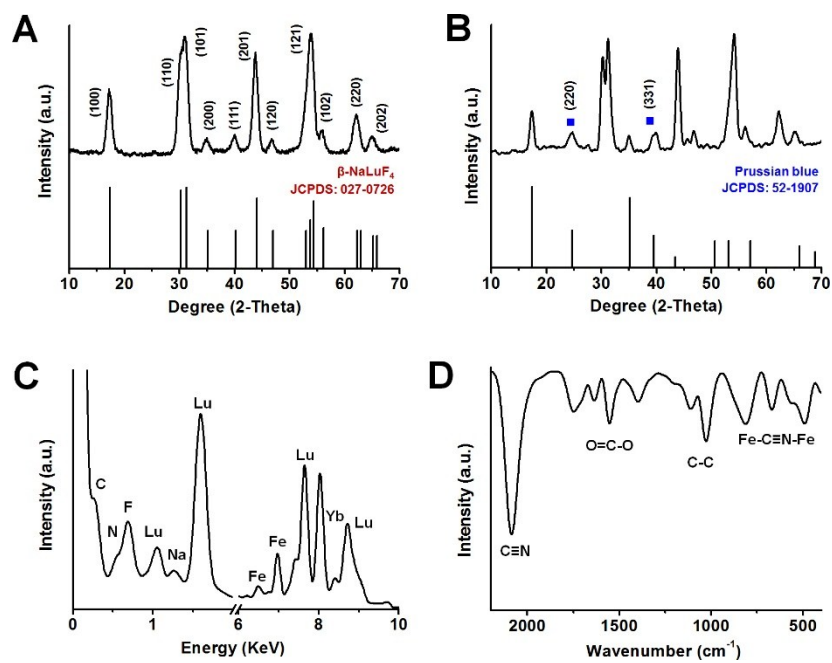 A
Intensity (a.u.)
(100)
(110)
(101)
(200)
(111)
(201)
(120)
(121)
(102)
(220)
(202)
β-NaLuF₄
JCPDS: 027-0726
10 20 30 40 50 60 70
Degree (2-Theta)
B
Intensity (a.u.)
(220)
(331)
Prussian blue
JCPDS: 52-1907
10 20 30 40 50 60 70
Degree (2-Theta)
C
Intensity (a.u.)
C
N
F
Lu
Na
Lu
Fe
Fe
Lu
Yb
Lu
0 1 6 8 10
Energy (KeV)
D
Intensity (a.u.)
C≡N
O=C-O
C-C
Fe-C≡N-Fe
2000 1500 1000 500
Wavenumber (cm⁻¹)